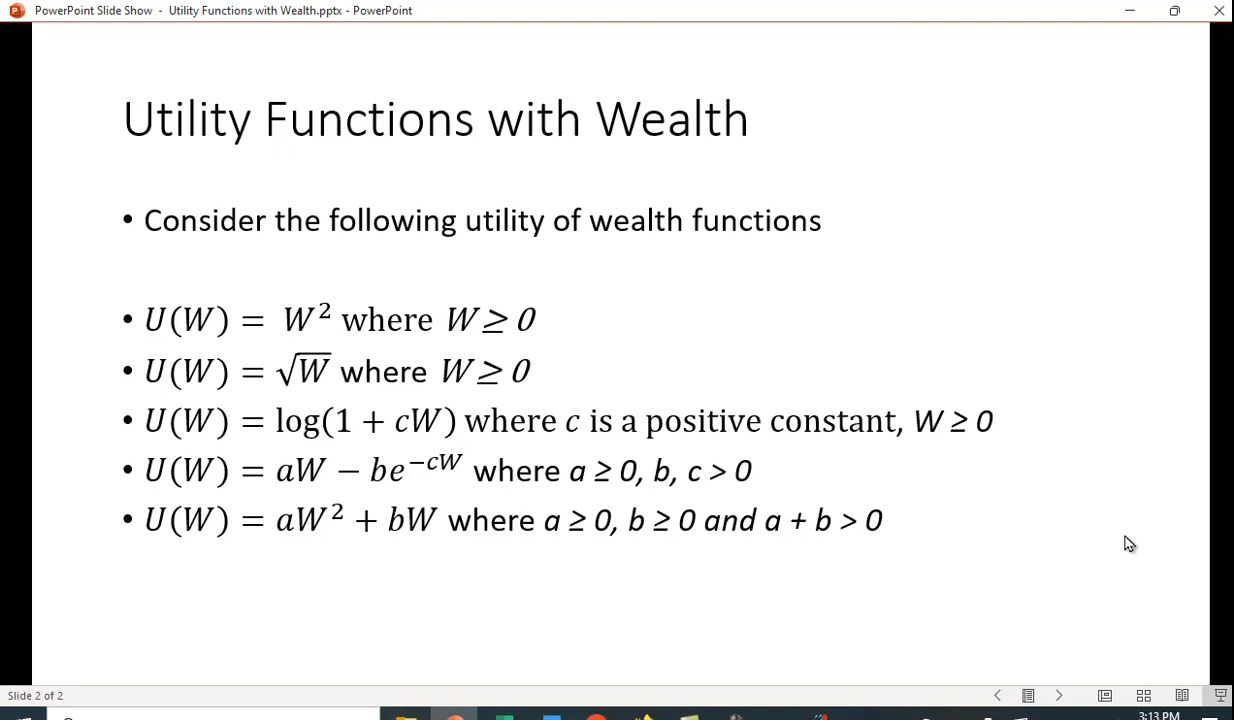 PowerPoint Slide Show - Utility Functions with Wealth.pptx - PowerPoint
Utility Functions with Wealth
• Consider the following utility of wealth functions
• U(W) = W² where W ≥ 0
• U(W) = √W where W ≥ 0
• U(W) = log(1 + cW) where c is a positive constant, W ≥ 0
• U(W) = aW − be^{−cW} where a ≥ 0, b, c > 0
• U(W) = aW² + bW where a ≥ 0, b ≥ 0 and a + b > 0
Slide 2 of 2
3:13 PM